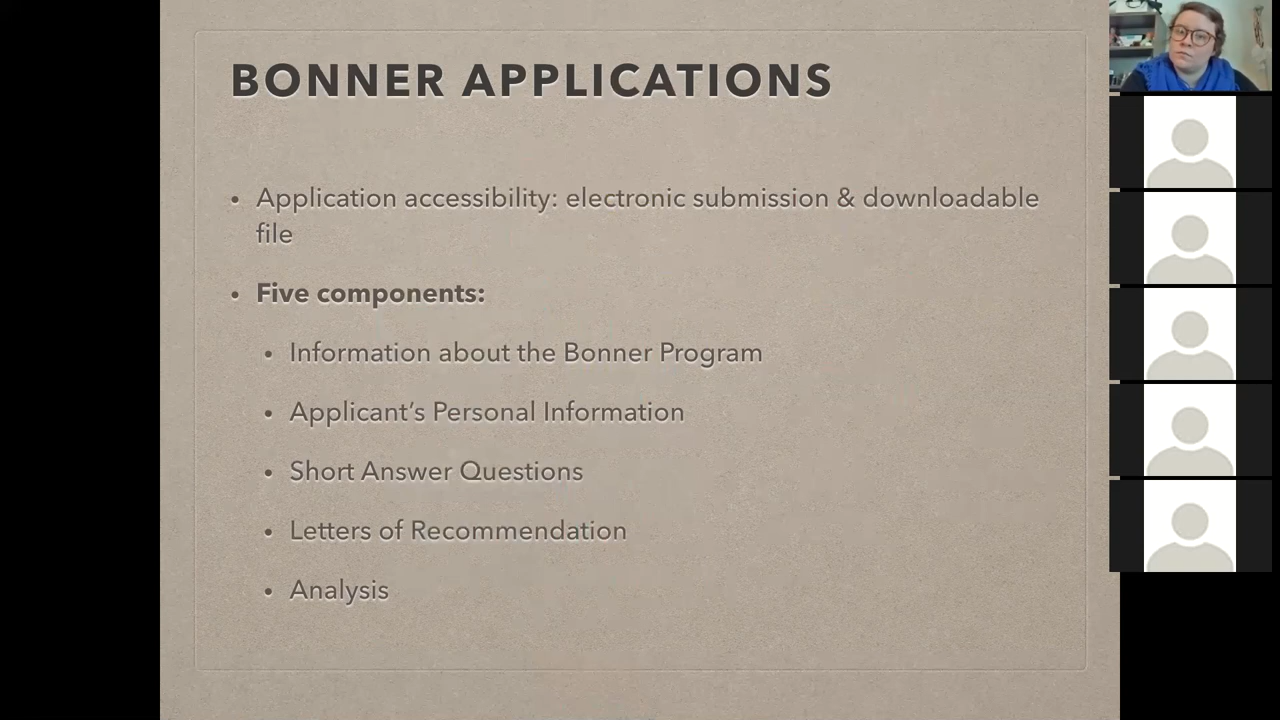 BONNER APPLICATIONS
• Application accessibility: electronic submission & downloadable
file
• Five components:
• Information about the Bonner Program
• Applicant’s Personal Information
• Short Answer Questions
• Letters of Recommendation
• Analysis